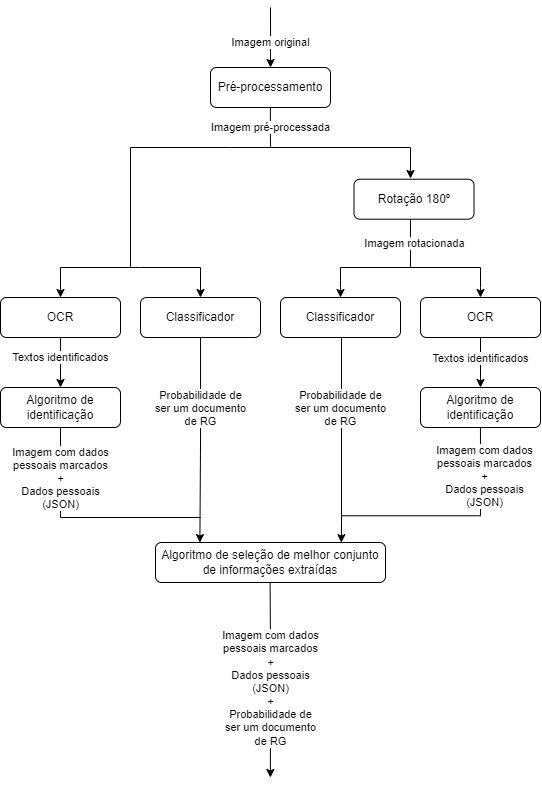 Imagem original
Pré-processamento
Imagem pré-processada
Rotação 180º
Imagem rotacionada
OCR
Classificador
Classificador
OCR
Textos identificados
Textos identificados
Algoritmo de
identificação
Probabilidade de
ser um documento
de RG
Probabilidade de
ser um documento
de RG
Algoritmo de
identificação
Imagem com dados
pessoais marcados
+
Dados pessoais
(JSON)
Imagem com dados
pessoais marcados
+
Dados pessoais
(JSON)
Algoritmo de seleção de melhor conjunto
de informações extraídas
Imagem com dados
pessoais marcados
+
Dados pessoais
(JSON)
+
Probabilidade de
ser um documento
de RG